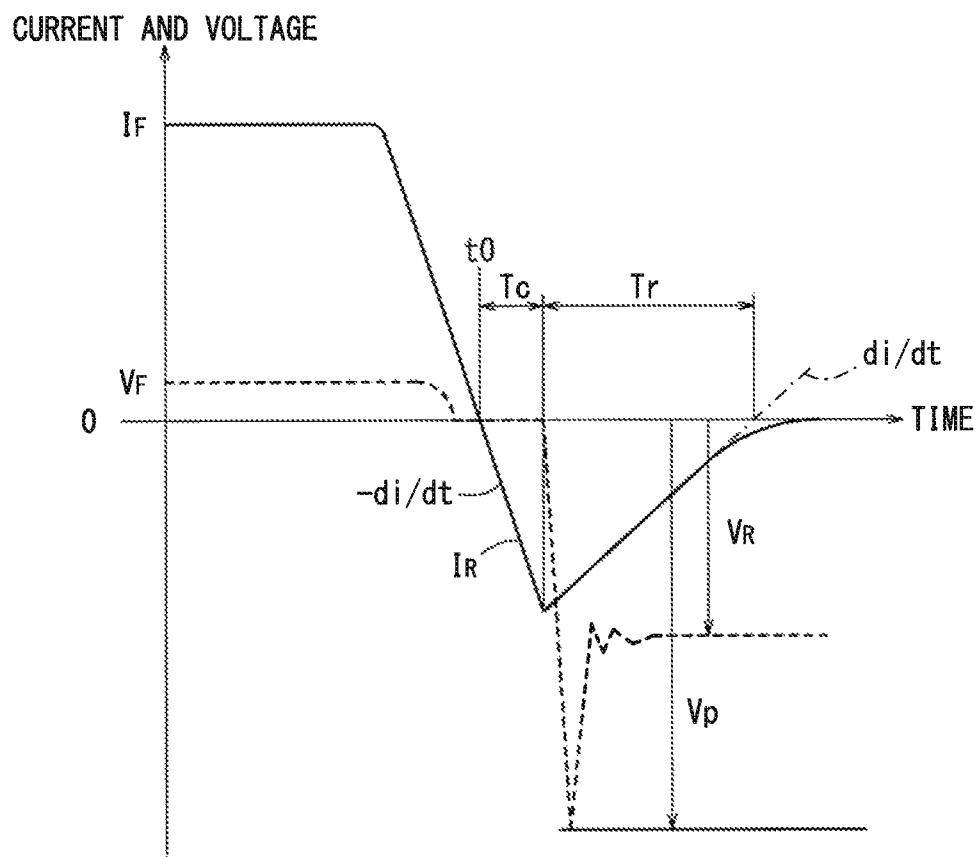 CURRENT AND VOLTAGE
IF
t0
Tc
Tr
di/dt
VF
0
TIME
-di/dt
VR
IR
Vp